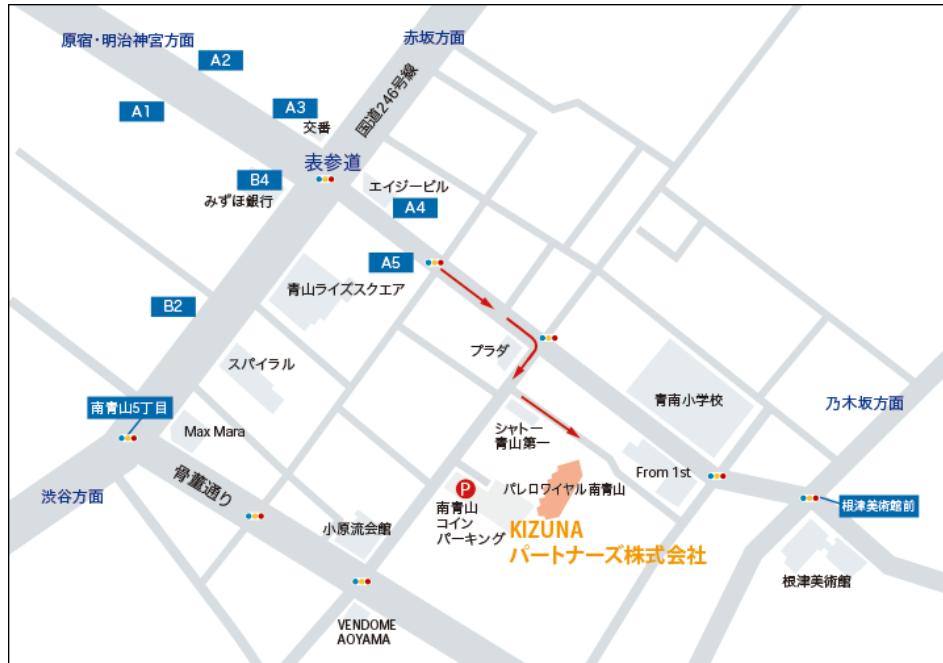 原宿・明治神宮方面
赤坂方面
A2
国道246号線
A1
A3
交番
表参道
B4
みずほ銀行
エイジービル
A4
A5
青山ライズスクエア
B2
プラダ
スパイラル
青南小学校
乃木坂方面
南青山5丁目
Max Mara
シャトー
青山第一
From 1st
渋谷方面
骨董通り
P
南青山
コイン
パーキング
パレロワイヤル南青山
根津美術館前
小原流会館
KIZUNA
パートナーズ株式会社
根津美術館
VENDOME
AOYAMA